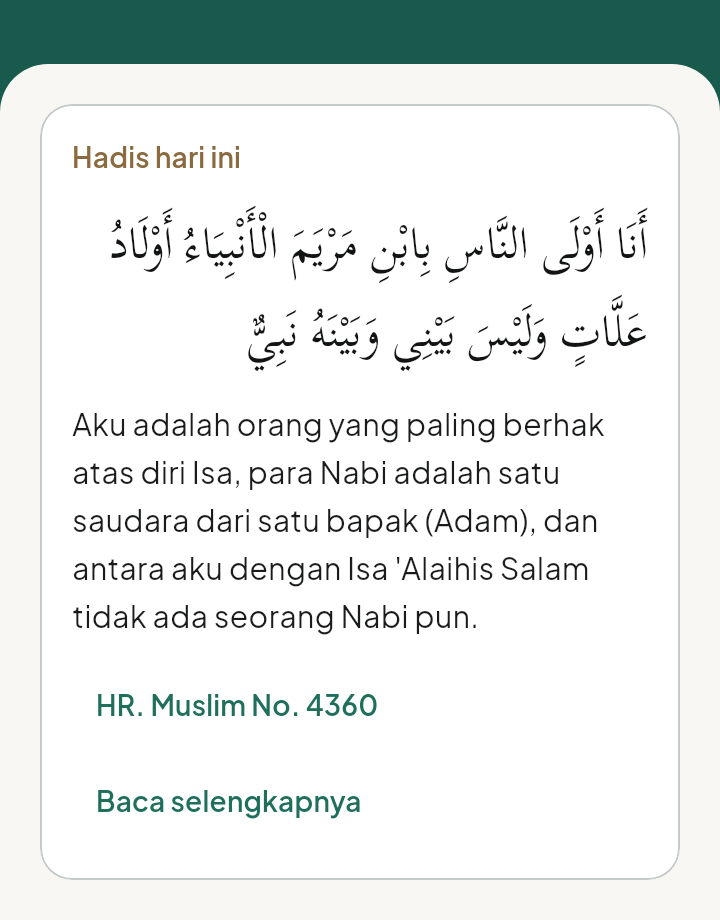 Hadis hari ini
أَنَا أَوْلَى النَّاسِ بِابْنِ مَرْيَمَ الْأَنْبِيَاءُ أَوْلَادُ
عَلَّاتٍ وَلَيْسَ بَيْنِي وَبَيْنَهُ نَبِيٌّ
Aku adalah orang yang paling berhak
atas diri Isa, para Nabi adalah satu
saudara dari satu bapak (Adam), dan
antara aku dengan Isa 'Alaihis Salam
tidak ada seorang Nabi pun.
HR. Muslim No. 4360
Baca selengkapnya